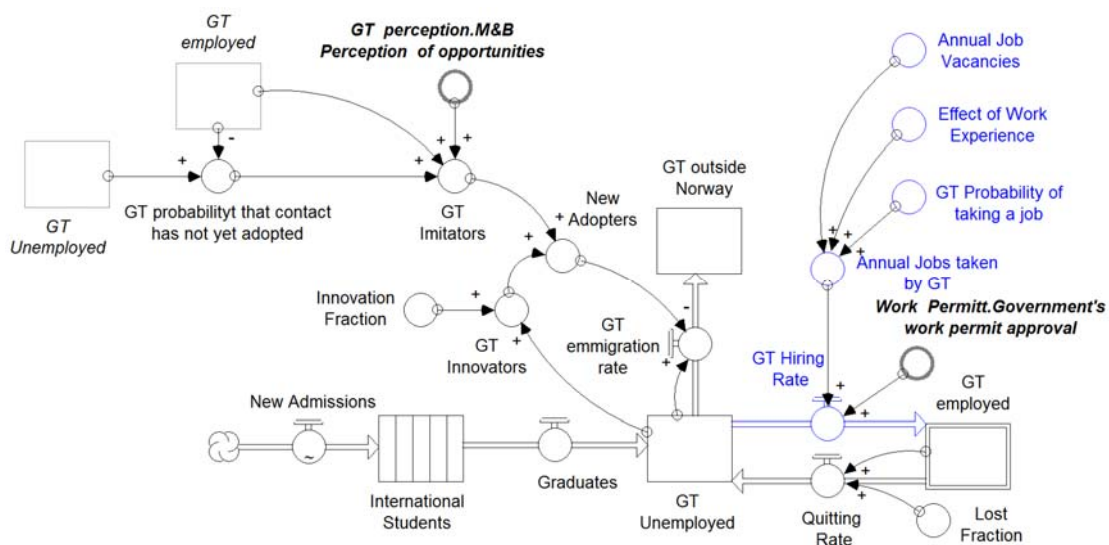 GT
employed
GT perception.M&B
Perception of opportunities
Annual Job
Vacancies
Effect of Work
Experience
GT Probability of
taking a job
GT
Unemployed
GT probabilityt that contact
has not yet adopted
GT
Imitators
New
Adopters
GT outside
Norway
Annual Jobs taken
by GT
Work Permitt.Government's
work permit approval
Innovation
Fraction
GT
Innovators
GT
emmigration
rate
GT Hiring
Rate
GT
employed
New Admissions
~
International
Students
Graduates
GT
Unemployed
Quitting
Rate
Lost
Fraction
+
-
+
+
+
+
+
+
+
+
-
+
+
+
+
+
+
+
+